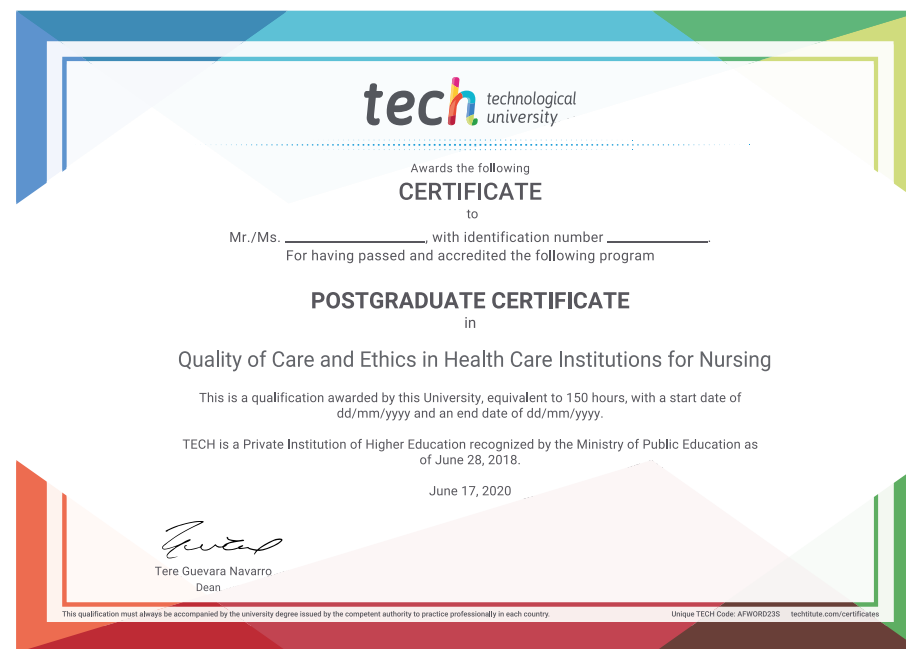 tech technological
university
Awards the following
CERTIFICATE
to
Mr./Ms. ____________________, with identification number ______________.
For having passed and accredited the following program
POSTGRADUATE CERTIFICATE
in
Quality of Care and Ethics in Health Care Institutions for Nursing
This is a qualification awarded by this University, equivalent to 150 hours, with a start date of
dd/mm/yyyy and an end date of dd/mm/yyyy.
TECH is a Private Institution of Higher Education recognized by the Ministry of Public Education as
of June 28, 2018.
June 17, 2020
Tere Guevara Navarro
Dean
This qualification must always be accompanied by the university degree issued by the competent authority to practice professionally in each country. Unique TECH Code: AFWORD23S techtitute.com/certificates